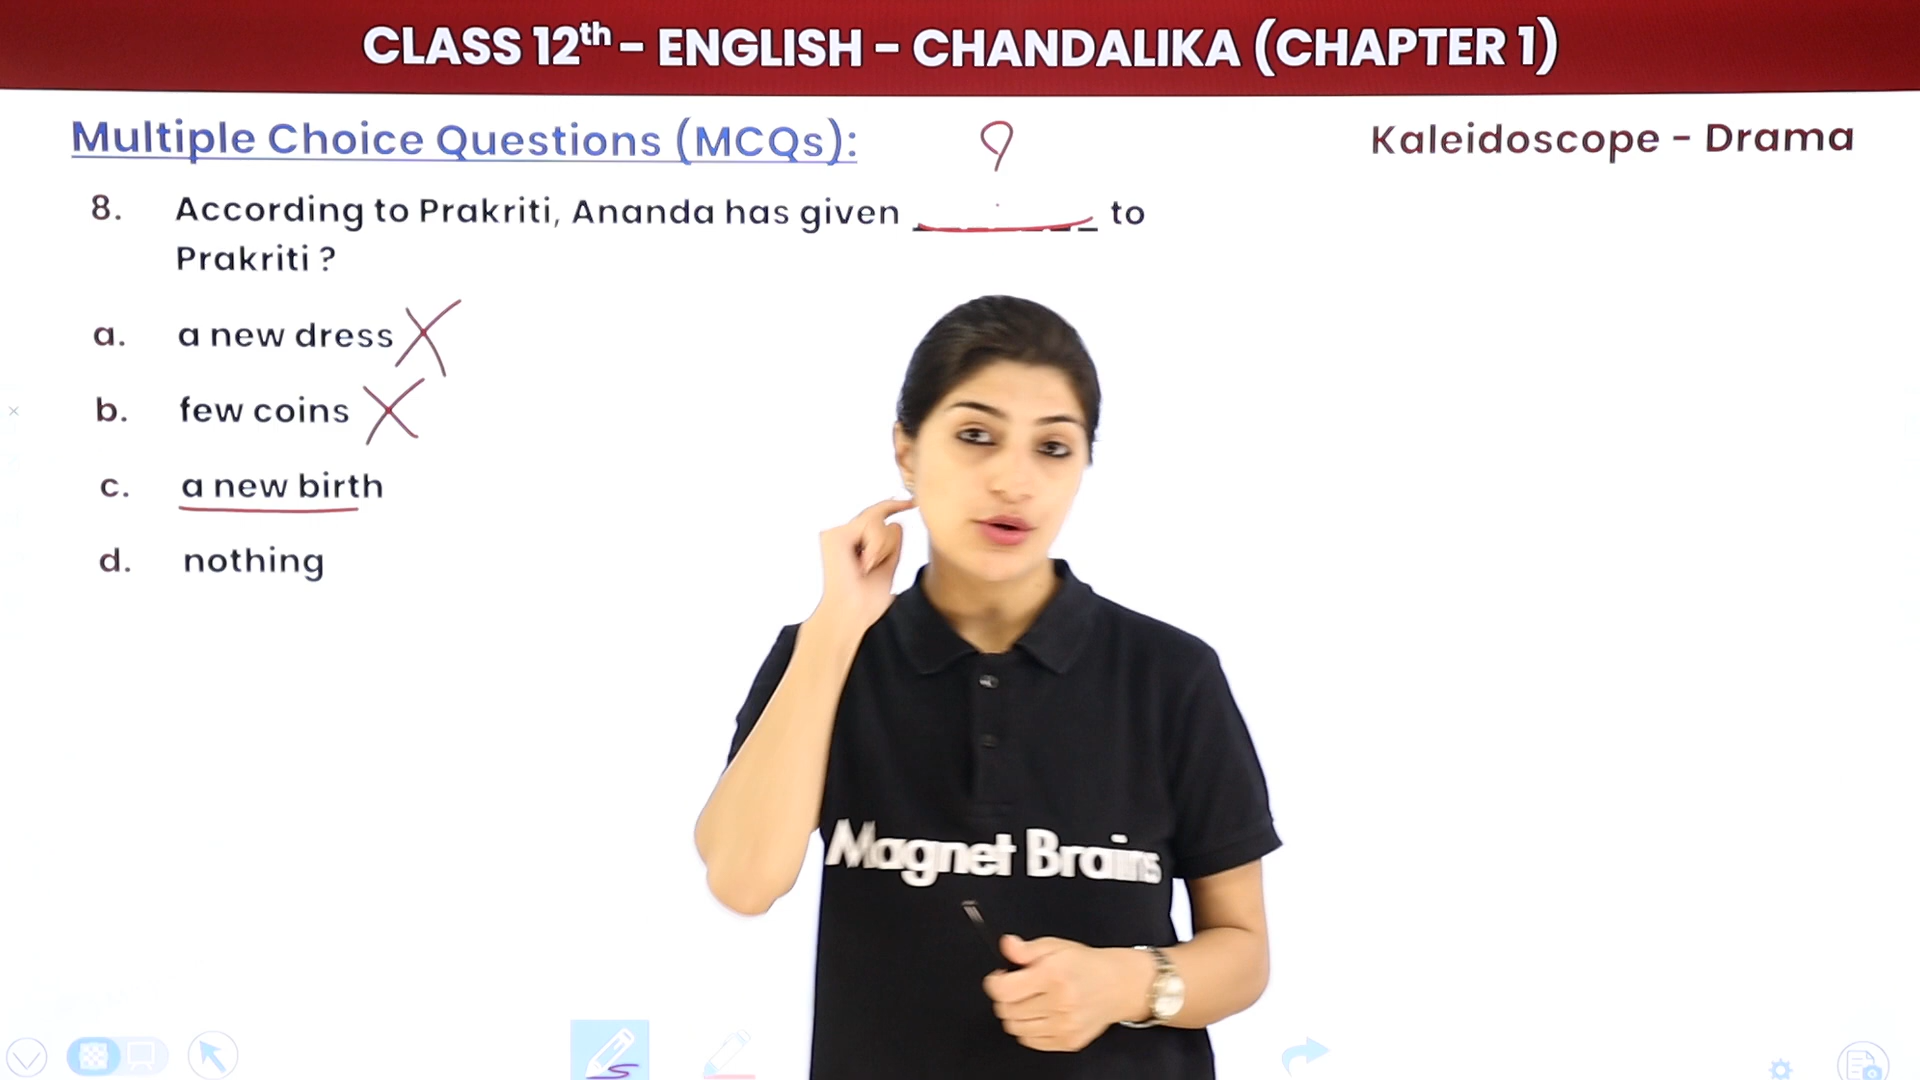 CLASS 12th – ENGLISH – CHANDALIKA (CHAPTER 1)
Multiple Choice Questions (MCQs):
Kaleidoscope - Drama
8. According to Prakriti, Ananda has given ________ to
Prakriti ?
a. a new dress
b. few coins
c. a new birth
d. nothing
Magnet Brains